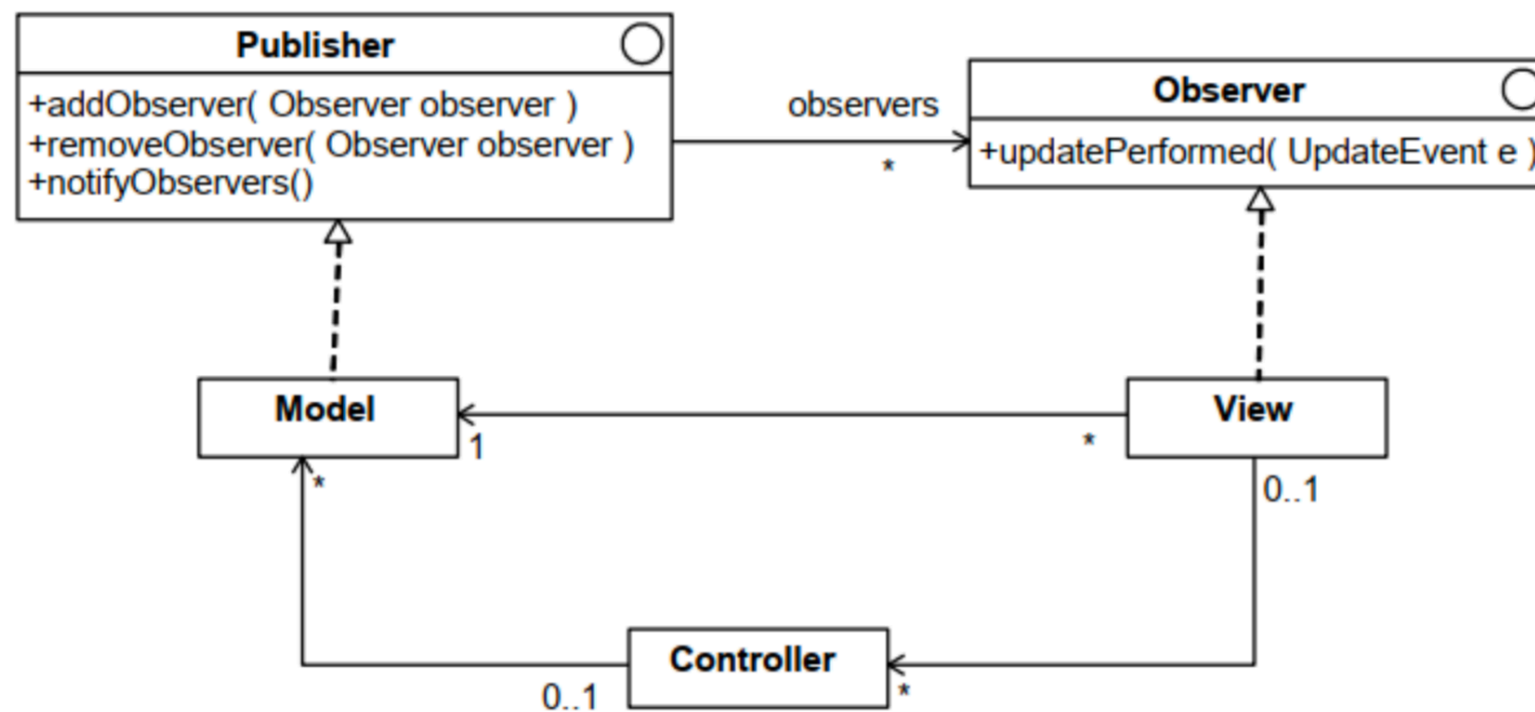 Publisher
+addObserver( Observer observer )
+removeObserver( Observer observer )
+notifyObservers()
observers
*
Observer
+updatePerformed( UpdateEvent e )
Model
1
*
View
*
0..1
Controller
0..1
*